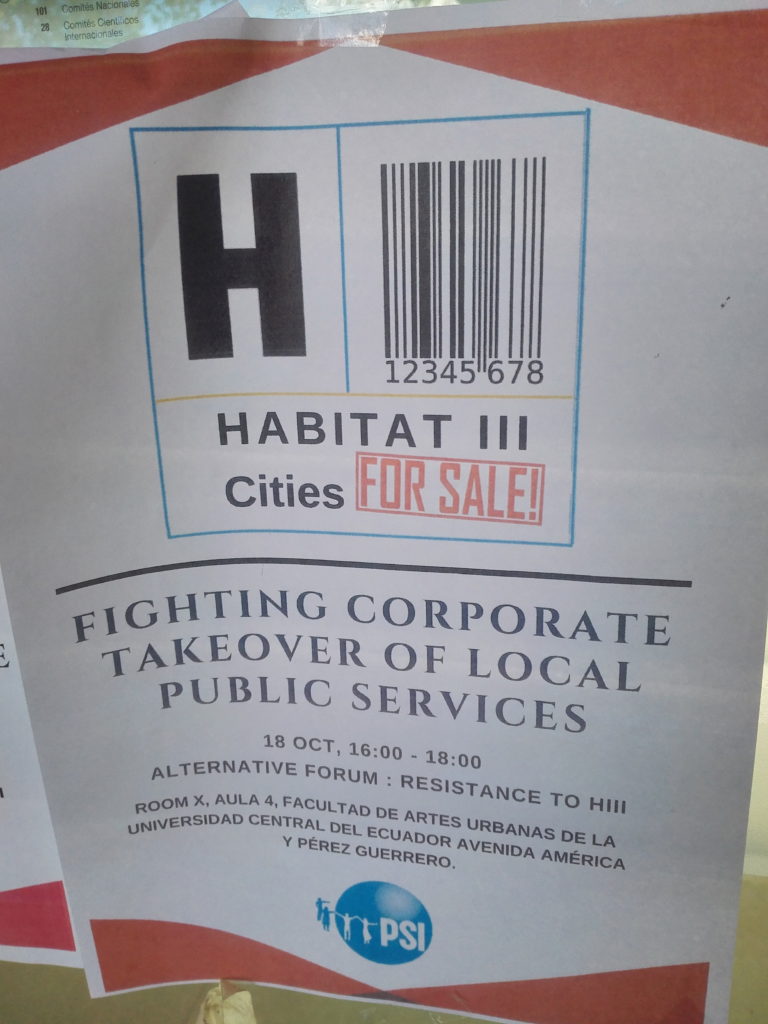 101 Comités Nacionales
28 Comités Científicos
Internacionales
H
12345 678
HABITAT III
Cities FOR SALE!
FIGHTING CORPORATE
TAKEOVER OF LOCAL
PUBLIC SERVICES
18 OCT, 16:00 - 18:00
ALTERNATIVE FORUM : RESISTANCE TO HIII
ROOM X, AULA 4, FACULTAD DE ARTES URBANAS DE LA
UNIVERSIDAD CENTRAL DEL ECUADOR AVENIDA AMÉRICA
Y PÉREZ GUERRERO.
PSI